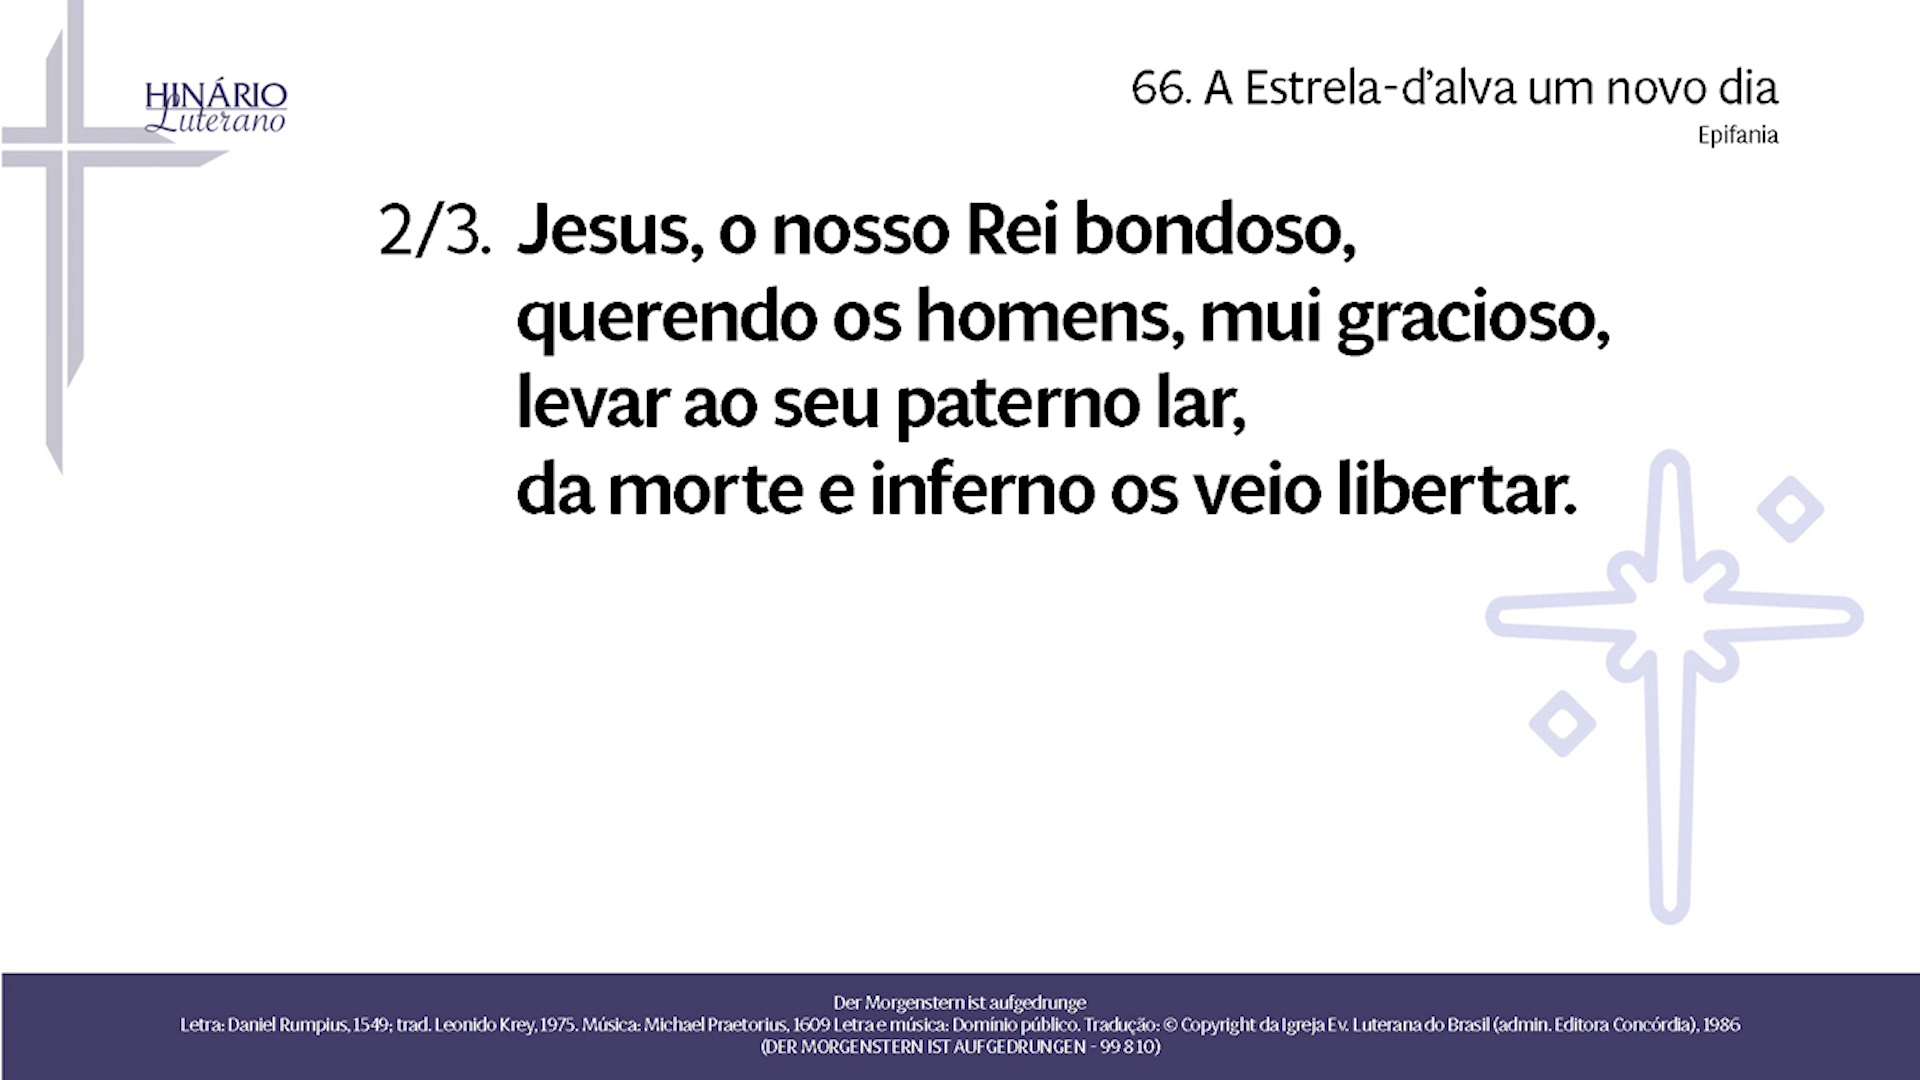 HINÁRIO
Luterano
66. A Estrela-d’alva um novo dia
Epifania
2/3. Jesus, o nosso Rei bondoso,
querendo os homens, mui gracioso,
levar ao seu paterno lar,
da morte e inferno os veio libertar.
Der Morgenstern ist aufgedrunge
Letra: Daniel Rumpius, 1549; trad. Leonido Krey, 1975. Música: Michael Praetorius, 1609 Letra e música: Domínio público. Tradução: © Copyright da Igreja Ev. Luterana do Brasil (admin. Editora Concórdia), 1986
(DER MORGENSTERN IST AUFGEDRUNGEN - 99 8 10)